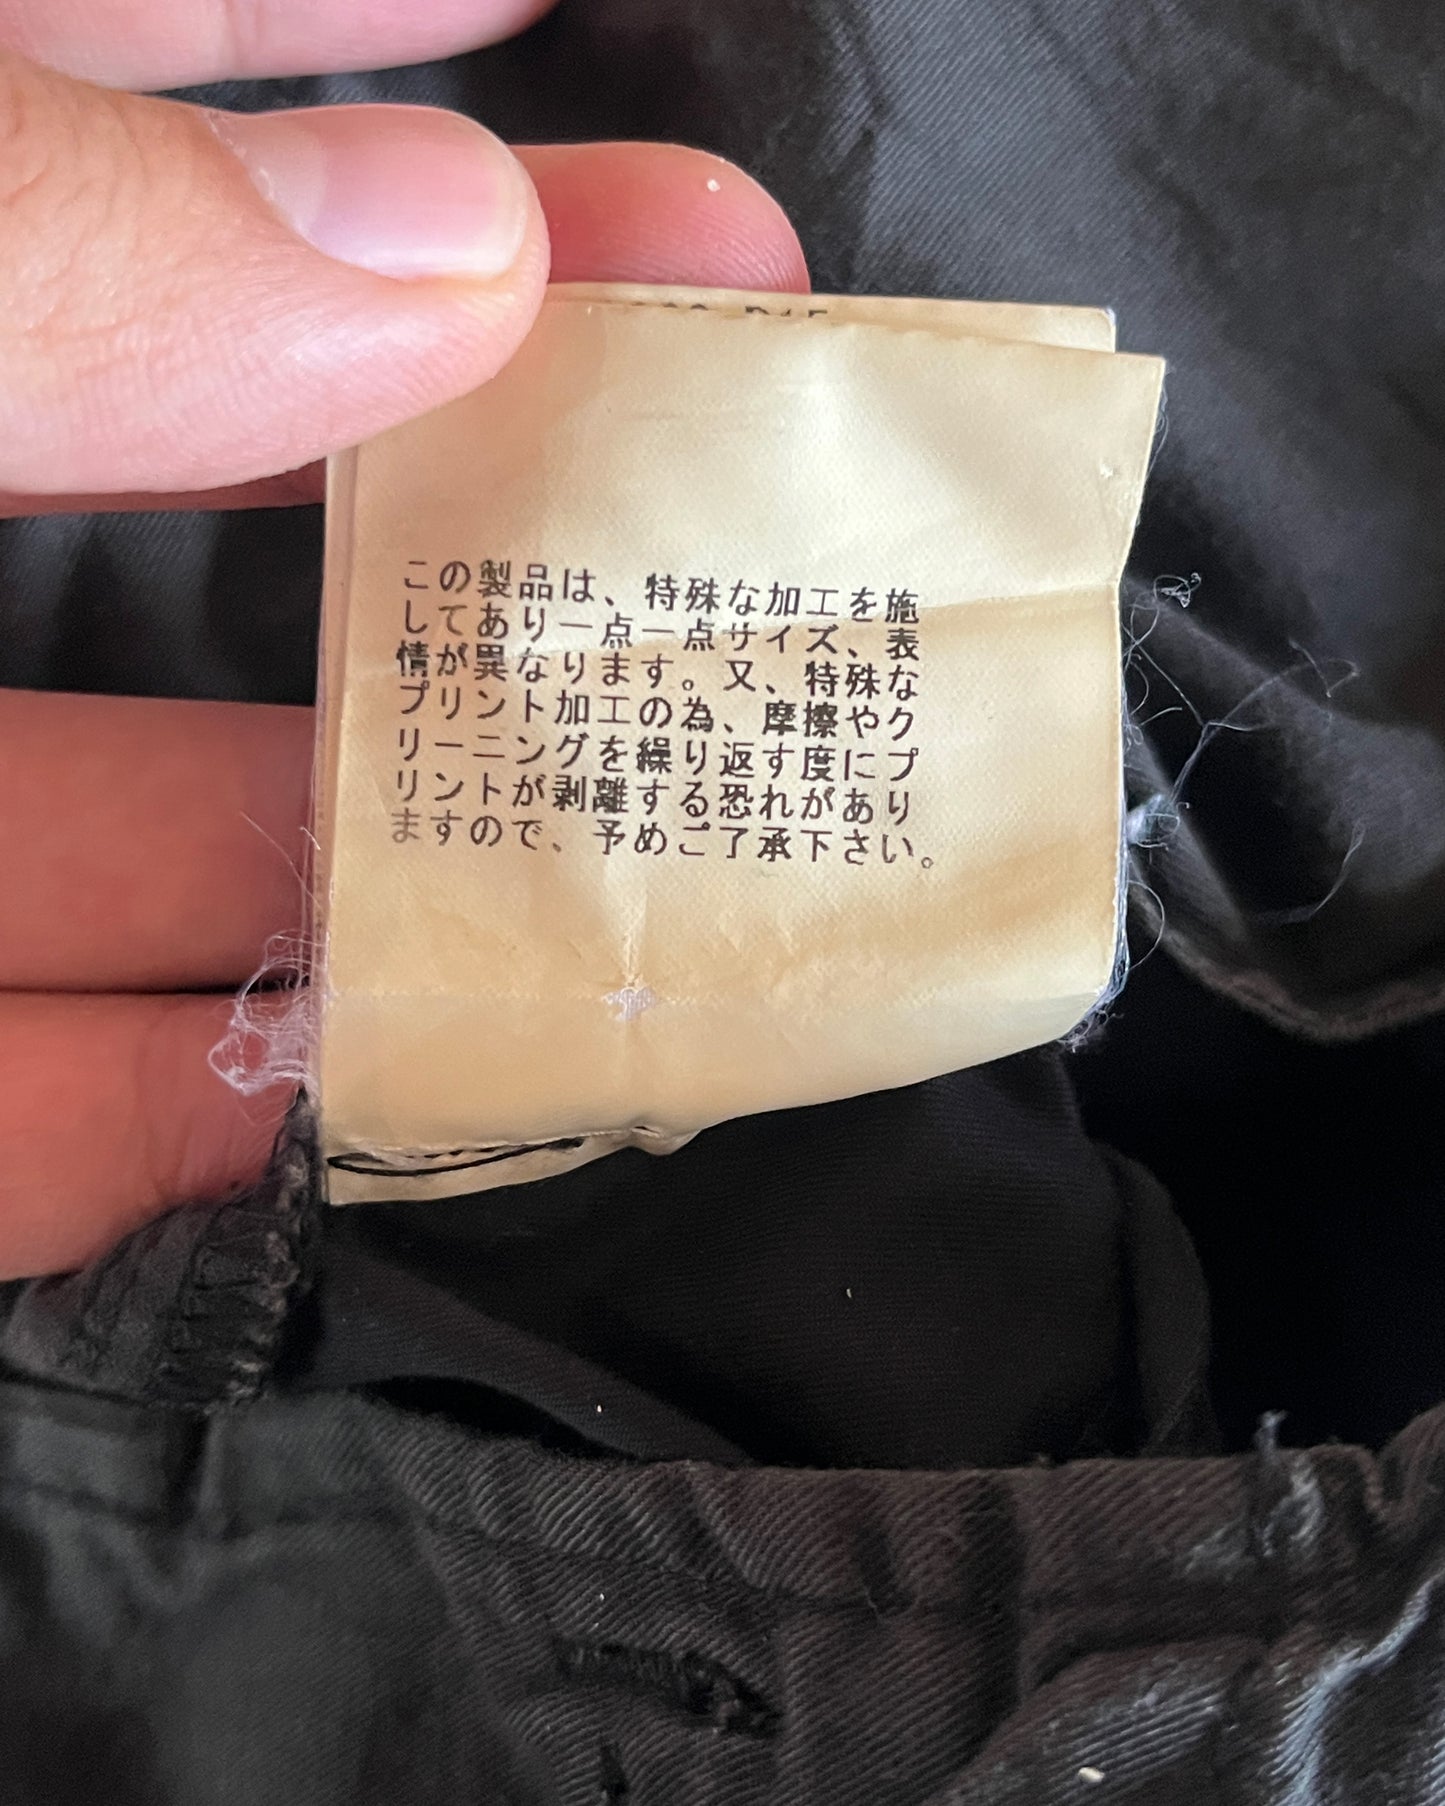 この製品は、特殊な加工を施
してあり一点一点サイズ、表
情が異なります。又、特殊な
プリント加工の為、摩擦やク
リーニングを繰り返す度にプ
リントが剥離する恐れがあり
ますので、予めご了承下さい。